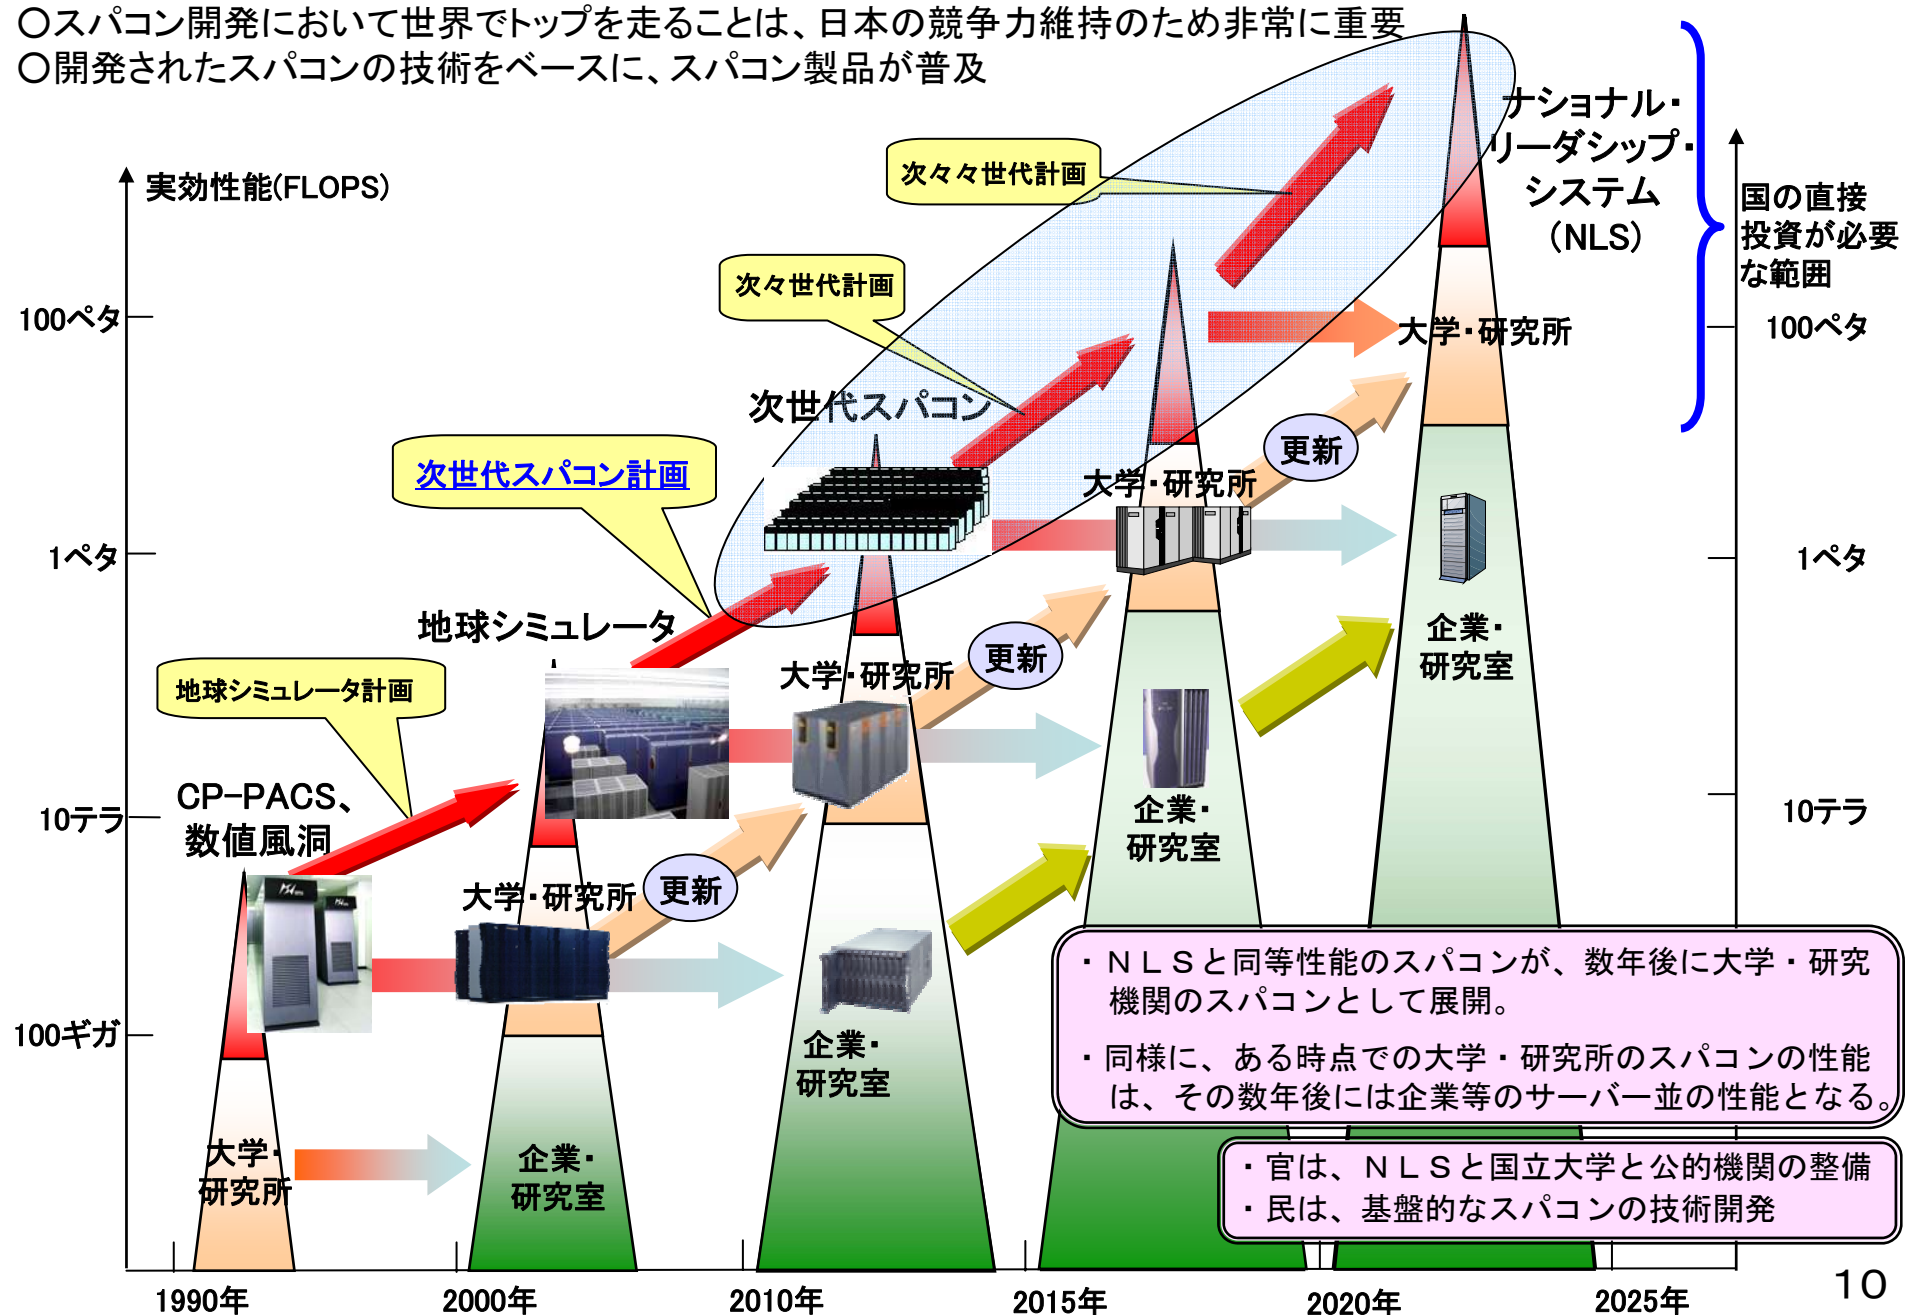 ○スパコン開発において世界でトップを走ることは、日本の競争力維持のため非常に重要
○開発されたスパコンの技術をベースに、スパコン製品が普及
ナショナル・
リーダシップ・
システム
(NLS)
次々々世代計画
実効性能(FLOPS)
国の直接
投資が必要
な範囲
次々世代計画
100ペタ
大学・研究所
100ペタ
次世代スパコン
更新
次世代スパコン計画
大学・研究所
1ペタ
1ペタ
地球シミュレータ
企業・
研究室
更新
大学・研究所
地球シミュレータ計画
CP-PACS、
数値風洞
10テラ
企業・
研究室
10テラ
大学・研究所
更新
・NLSと同等性能のスパコンが、数年後に大学・研究
機関のスパコンとして展開。
100ギガ
企業・
研究室
・同様に、ある時点での大学・研究所のスパコンの性能
は、その数年後には企業等のサーバー並の性能となる。
大学・
研究所
企業・
研究室
・官は、NLSと国立大学と公的機関の整備
・民は、基盤的なスパコンの技術開発
1990年
2000年
2010年
2015年
2020年
2025年
10